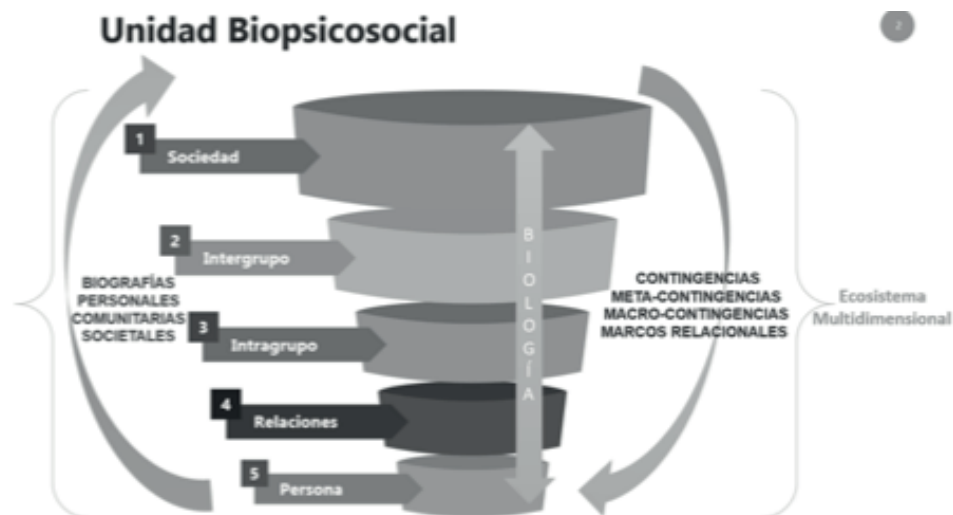 Unidad Biopsicosocial
2
1
Sociedad
2
Intergrupo
3
Intragrupo
4
Relaciones
5
Persona
BIOLOGÍA
BIOGRAFÍAS
PERSONALES
COMUNITARIAS
SOCIETALES
CONTINGENCIAS
META-CONTINGENCIAS
MACRO-CONTINGENCIAS
MARCOS RELACIONALES
Ecosistema
Multidimensional